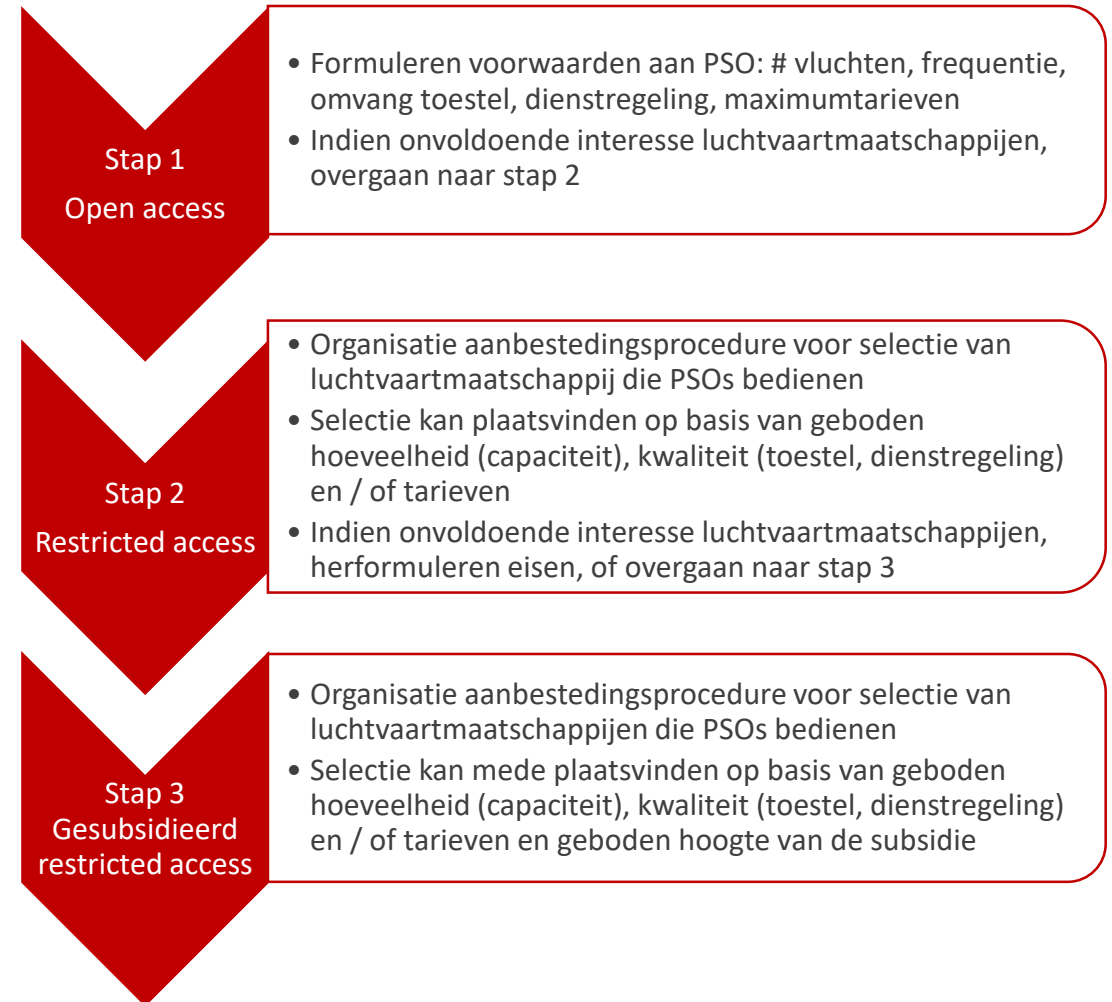 Stap 1
Open access
• Formuleren voorwaarden aan PSO: # vluchten, frequentie,
omvang toestel, dienstregeling, maximumtarieven
• Indien onvoldoende interesse luchtvaartmaatschappijen,
overgaan naar stap 2
Stap 2
Restricted access
• Organisatie aanbestedingsprocedure voor selectie van
luchtvaartmaatschappij die PSOs bedienen
• Selectie kan plaatsvinden op basis van geboden
hoeveelheid (capaciteit), kwaliteit (toestel, dienstregeling)
en / of tarieven
• Indien onvoldoende interesse luchtvaartmaatschappijen,
herformuleren eisen, of overgaan naar stap 3
Stap 3
Gesubsidieerd
restricted access
• Organisatie aanbestedingsprocedure voor selectie van
luchtvaartmaatschappijen die PSOs bedienen
• Selectie kan mede plaatsvinden op basis van geboden
hoeveelheid (capaciteit), kwaliteit (toestel, dienstregeling)
en / of tarieven en geboden hoogte van de subsidie